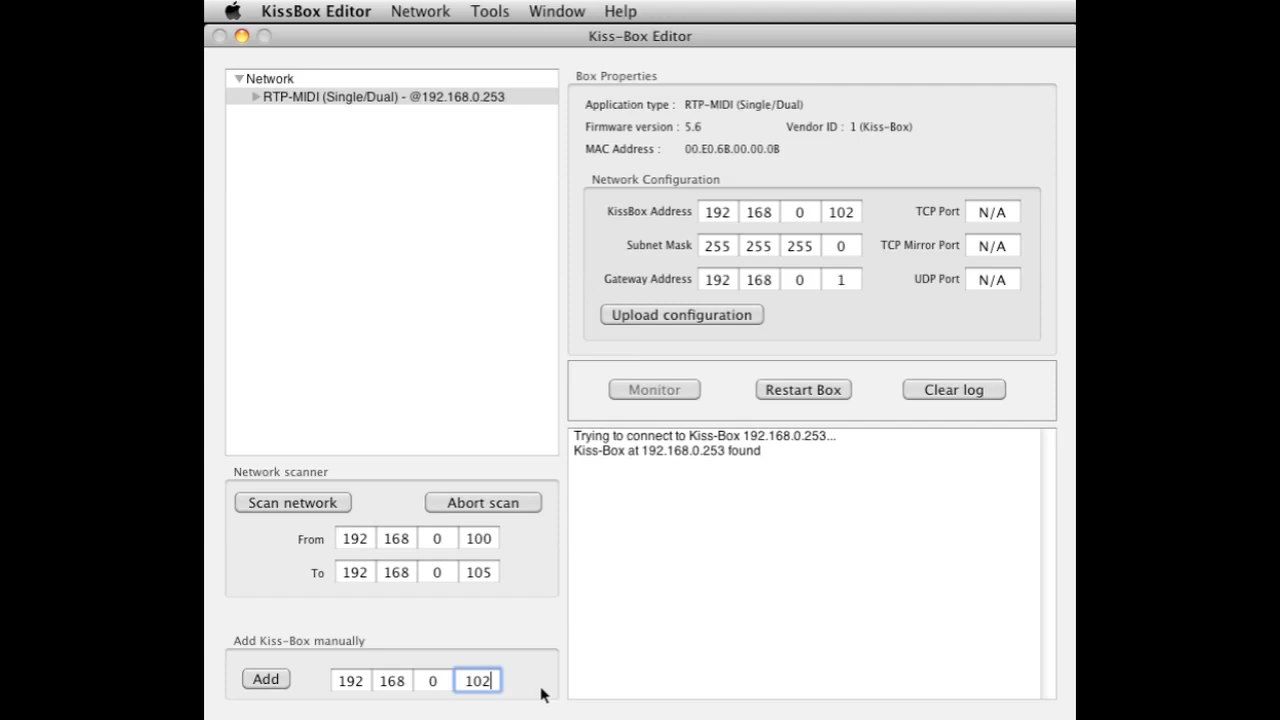 KissBox Editor Network Tools Window Help
Kiss-Box Editor
Network
RTP-MIDI (Single/Dual) - @192.168.0.253
Box Properties
Application type : RTP-MIDI (Single/Dual)
Firmware version : 5.6 Vendor ID : 1 (Kiss-Box)
MAC Address : 00.E0.6B.00.00.0B
Network Configuration
KissBox Address 192 168 0 102 TCP Port N/A
Subnet Mask 255 255 255 0 TCP Mirror Port N/A
Gateway Address 192 168 0 1 UDP Port N/A
Upload configuration
Monitor Restart Box Clear log
Trying to connect to Kiss-Box 192.168.0.253...
Kiss-Box at 192.168.0.253 found
Network scanner
Scan network Abort scan
From 192 168 0 100
To 192 168 0 105
Add Kiss-Box manually
Add 192 168 0 102